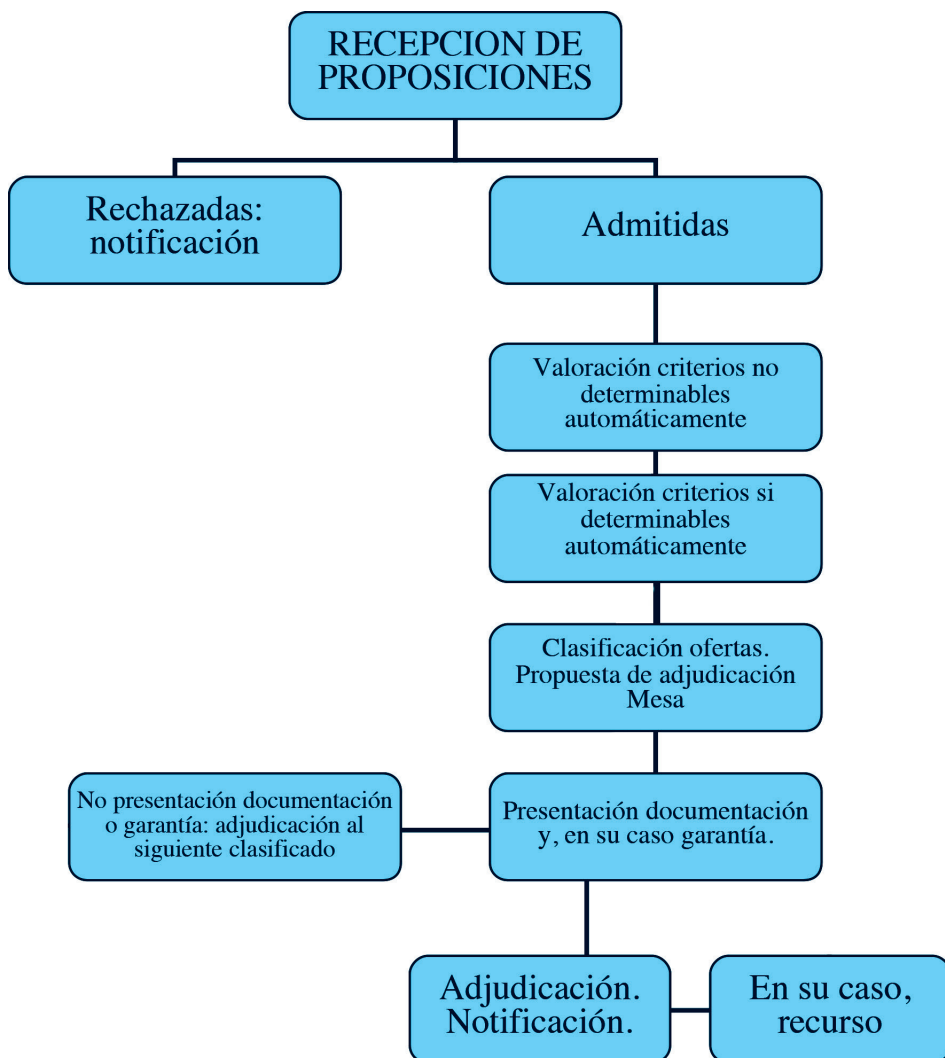 RECEPCION DE
PROPOSICIONES
Rechazadas:
notificación
Admitidas
Valoración criterios no
determinables
automáticamente
Valoración criterios si
determinables
automáticamente
Clasificación ofertas.
Propuesta de adjudicación
Mesa
No presentación documentación
o garantía: adjudicación al
siguiente clasificado
Presentación documentación
y, en su caso garantía.
Adjudicación.
Notificación.
En su caso,
recurso